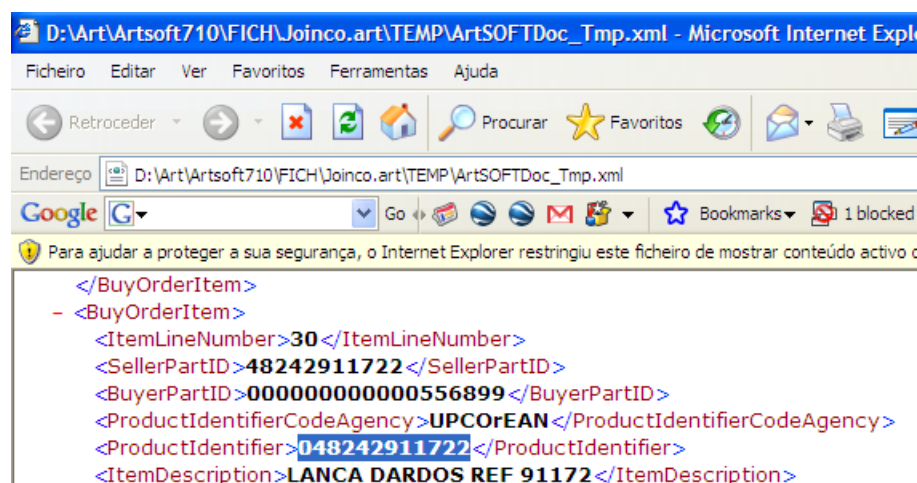 D:\Art\Artsoft710\FICH\Joinco.art\TEMP\ArtSOFTDoc_Tmp.xml - Microsoft Internet Expl
Ficheiro Editar Ver Favoritos Ferramentas Ajuda
Retroceder Procurar Favoritos
Endereço D:\Art\Artsoft710\FICH\Joinco.art\TEMP\ArtSOFTDoc_Tmp.xml
Google G Go Bookmarks 1 blocked
Para ajudar a proteger a sua segurança, o Internet Explorer restringiu este ficheiro de mostrar conteúdo activo
</BuyOrderItem>
– <BuyOrderItem>
<ItemLineNumber>30</ItemLineNumber>
<SellerPartID>48242911722</SellerPartID>
<BuyerPartID>000000000000556899</BuyerPartID>
<ProductIdentifierCodeAgency>UPCOrEAN</ProductIdentifierCodeAgency>
<ProductIdentifier>048242911722</ProductIdentifier>
<ItemDescription>LANCA DARDOS REF 91172</ItemDescription>